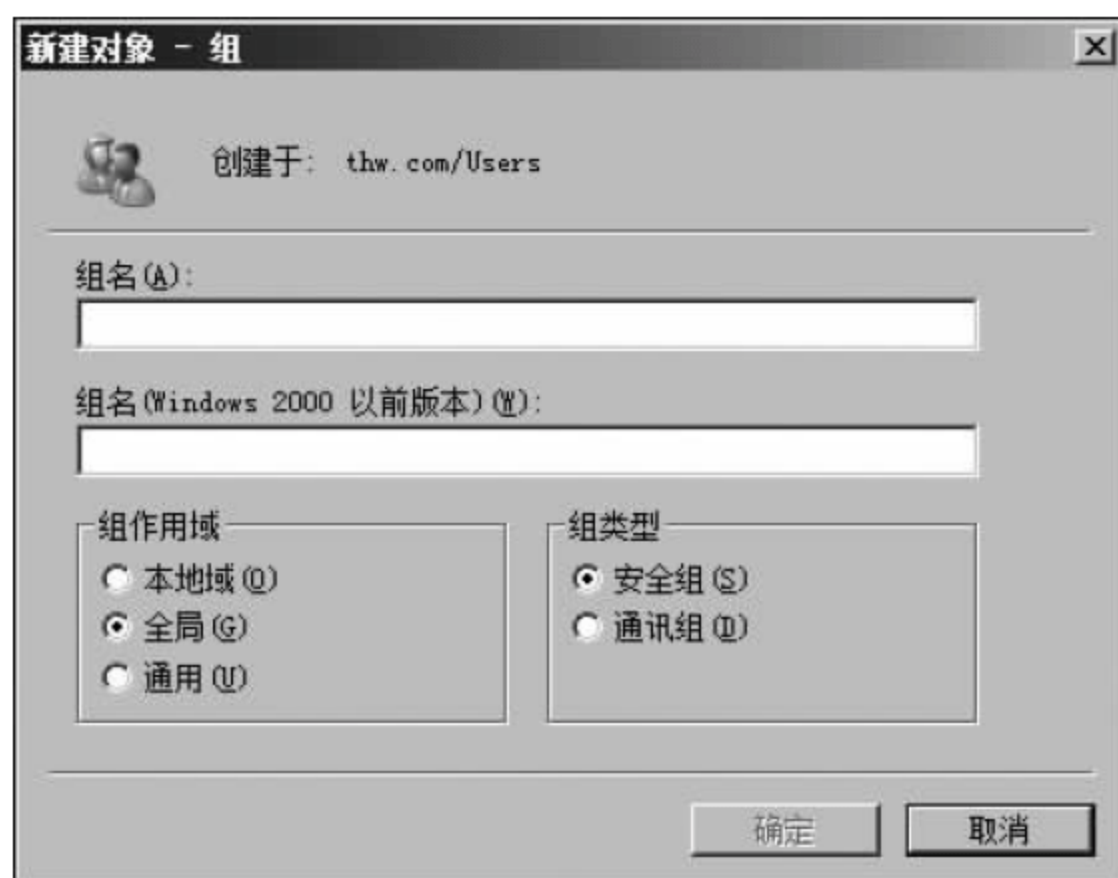 新建对象 - 组
创建于: thw.com/Users
组名(A):
组名(Windows 2000 以前版本)(W):
组作用域
本地域(O)
全局(G)
通用(U)
组类型
安全组(S)
通讯组(D)
确定
取消